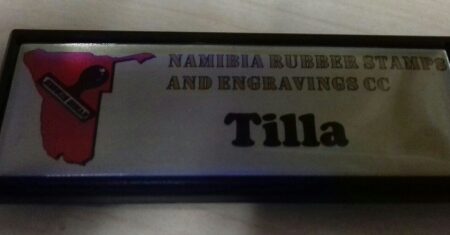 NAMIBIA RUBBER STAMPS
AND ENGRAVINGS CC
Tilla